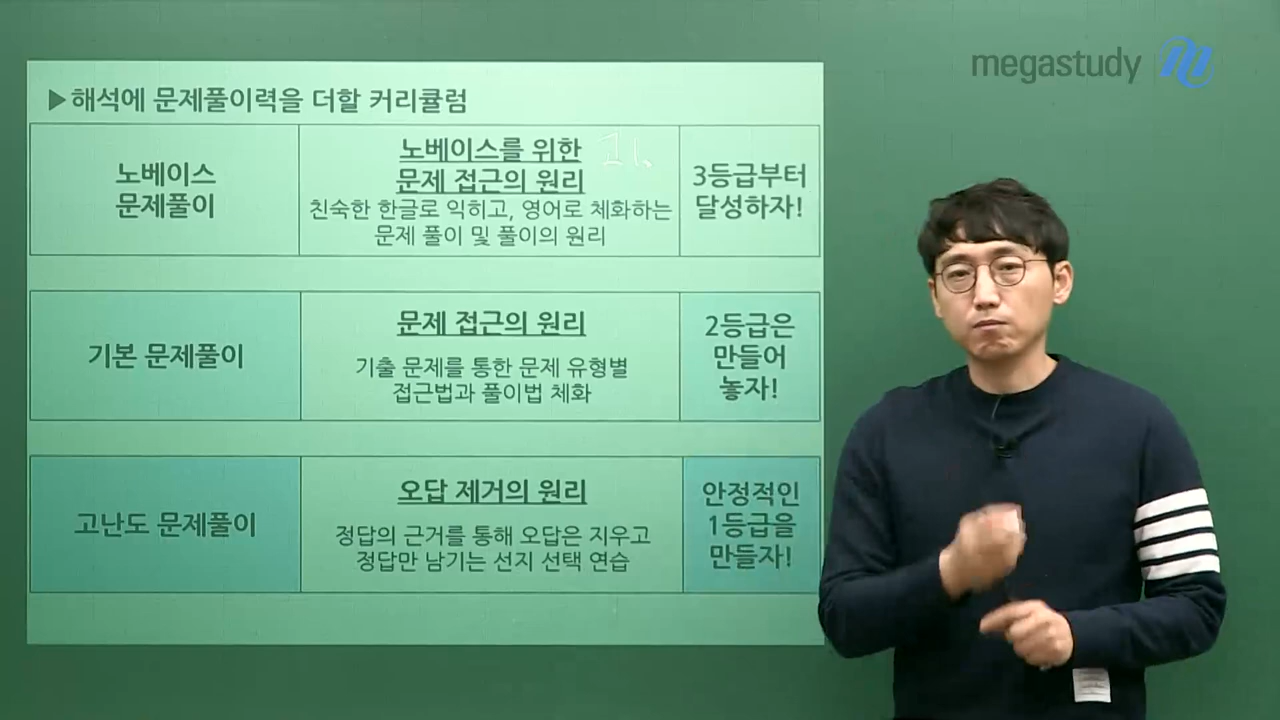 megastudy
▶해석에 문제풀이력을 더할 커리큘럼
노베이스
문제풀이
노베이스를 위한
문제 접근의 원리
친숙한 한글로 익히고, 영어로 체화하는
문제 풀이 및 풀이의 원리
3등급부터
달성하자!
기본 문제풀이
문제 접근의 원리
기출 문제를 통한 문제 유형별
접근법과 풀이법 체화
2등급은
만들어
놓자!
고난도 문제풀이
오답 제거의 원리
정답의 근거를 통해 오답은 지우고
정답만 남기는 선지 선택 연습
안정적인
1등급을
만들자!